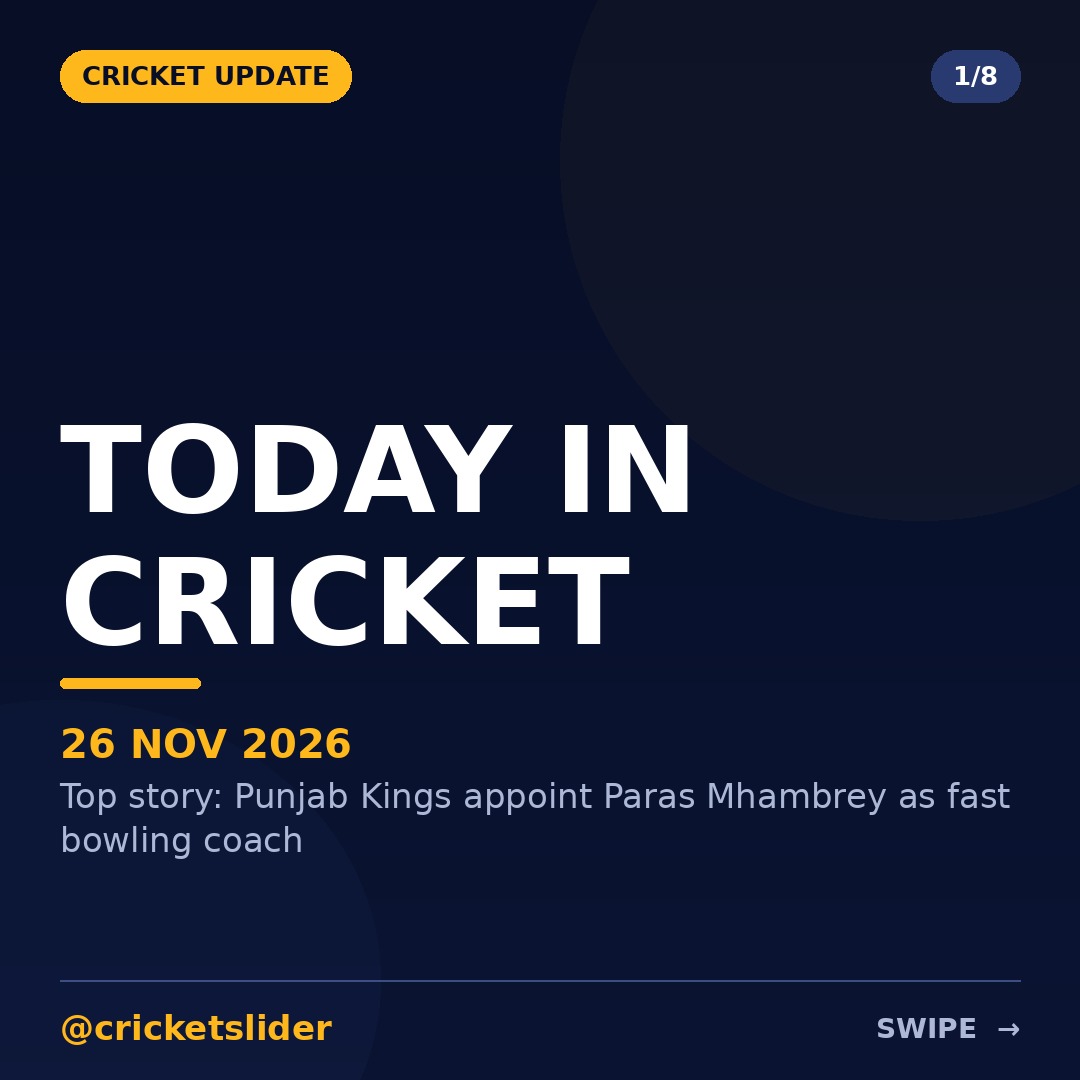 CRICKET UPDATE
1/8
TODAY IN
CRICKET
26 NOV 2026
Top story: Punjab Kings appoint Paras Mhambrey as fast
bowling coach
@cricketslider
SWIPE →